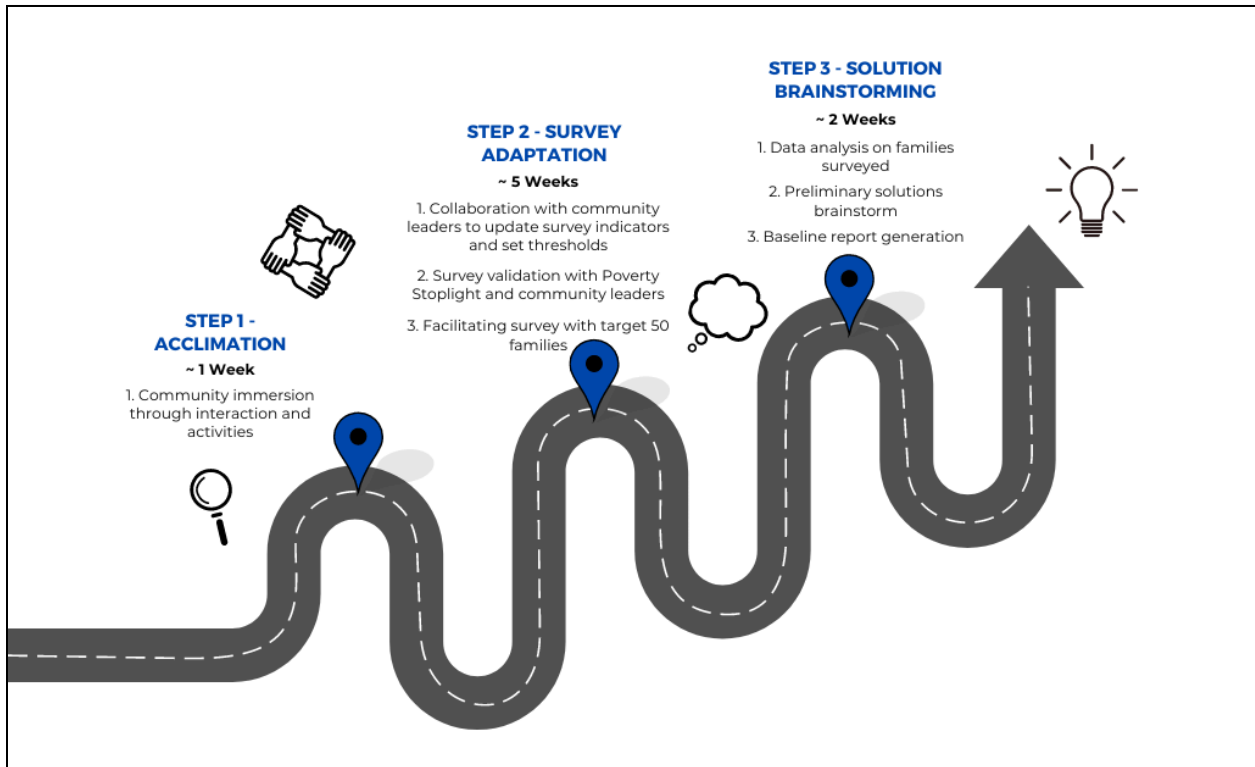 STEP 1 -
ACCLIMATION
~ 1 Week
1. Community immersion
through interaction and
activities
STEP 2 - SURVEY
ADAPTATION
~ 5 Weeks
1. Collaboration with community
leaders to update survey indicators
and set thresholds
2. Survey validation with Poverty
Stoplight and community leaders
3. Facilitating survey with target 50
families
STEP 3 - SOLUTION
BRAINSTORMING
~ 2 Weeks
1. Data analysis on families
surveyed
2. Preliminary solutions
brainstorm
3. Baseline report generation